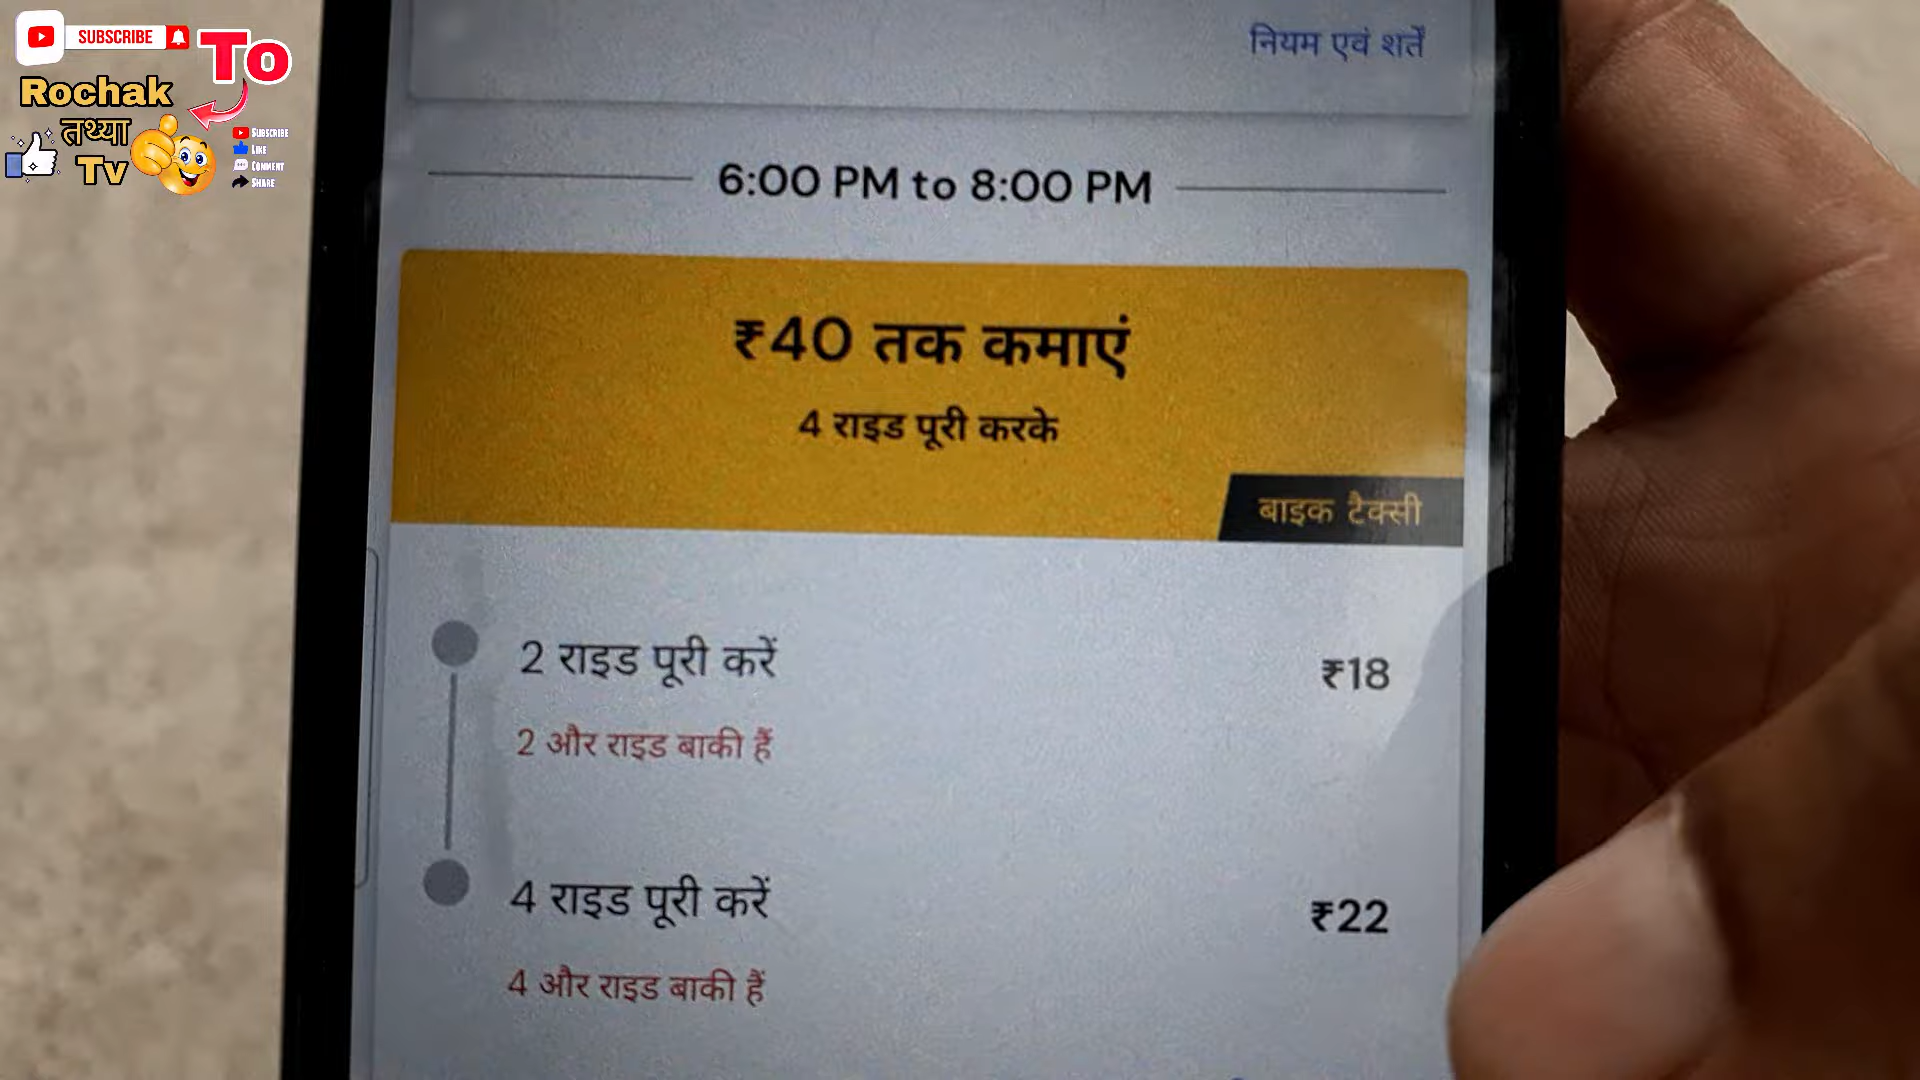 SUBSCRIBE
To
Rochak
तथ्या
Tv
SUBSCRIBE
LIKE
COMMENT
SHARE
नियम एवं शर्तें
6:00 PM to 8:00 PM
₹40 तक कमाएं
4 राइड पूरी करके
बाइक टैक्सी
2 राइड पूरी करें ₹18
2 और राइड बाकी हैं
4 राइड पूरी करें ₹22
4 और राइड बाकी हैं